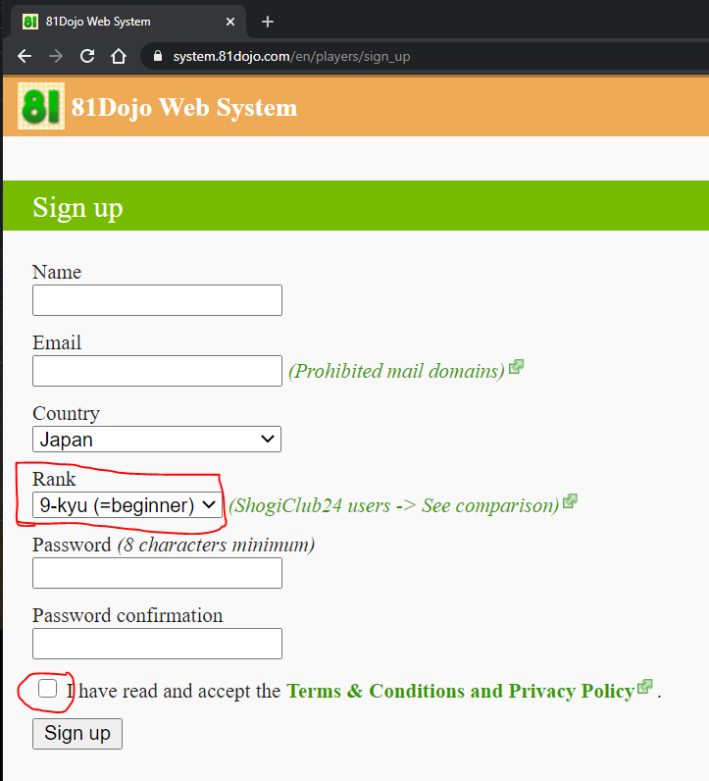 81 81Dojo Web System
system.81dojo.com/en/players/sign_up
81 81Dojo Web System
Sign up
Name
Email
(Prohibited mail domains)
Country
Japan
Rank
9-kyu (=beginner) (ShogiClub24 users -> See comparison)
Password (8 characters minimum)
Password confirmation
I have read and accept the Terms & Conditions and Privacy Policy .
Sign up